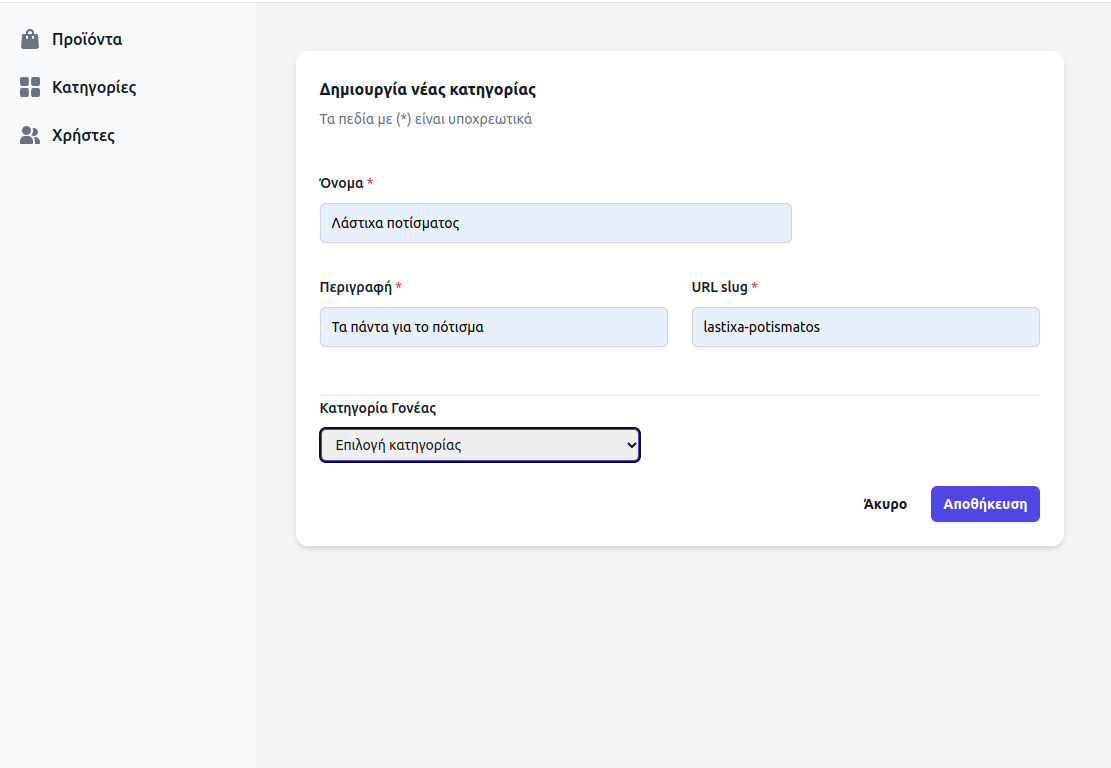 Προϊόντα
Κατηγορίες
Χρήστες
Δημιουργία νέας κατηγορίας
Τα πεδία με (*) είναι υποχρεωτικά
Όνομα *
Λάστιχα ποτίσματος
Περιγραφή * URL slug *
Τα πάντα για το πότισμα lastixa-potismatos
Κατηγορία Γονέας
Επιλογή κατηγορίας
Άκυρο Αποθήκευση